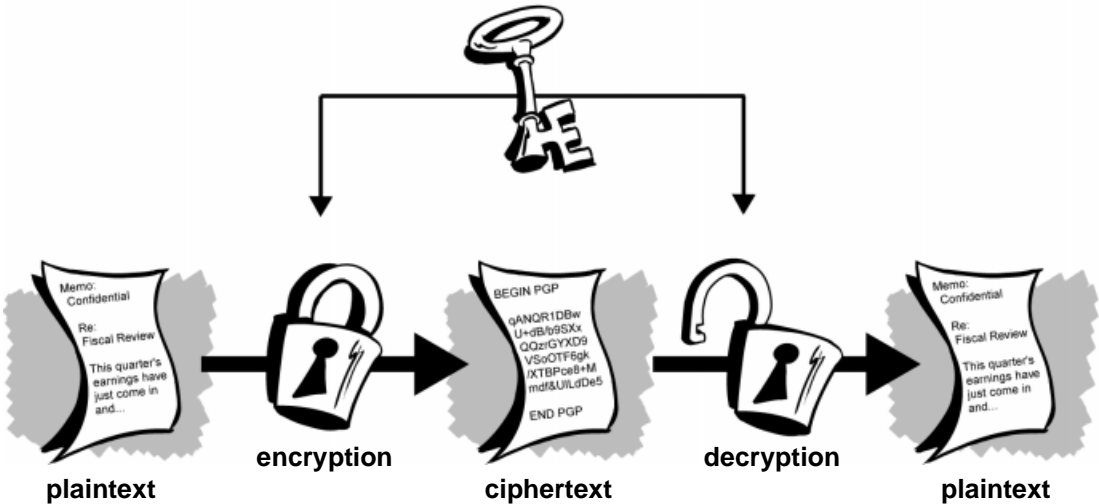 Memo:
Confidential
Re:
Fiscal Review
This quarter's
earnings have
just come in
and...
plaintext
encryption
BEGIN PGP
qANQR1DBw
U+dB/b9SXx
QQzrGYXD9
VSoOTF6gk
/XTBPce8+M
mdf&UILdDe5
END PGP
ciphertext
decryption
Memo:
Confidential
Re:
Fiscal Review
This quarter's
earnings have
just come in
and...
plaintext